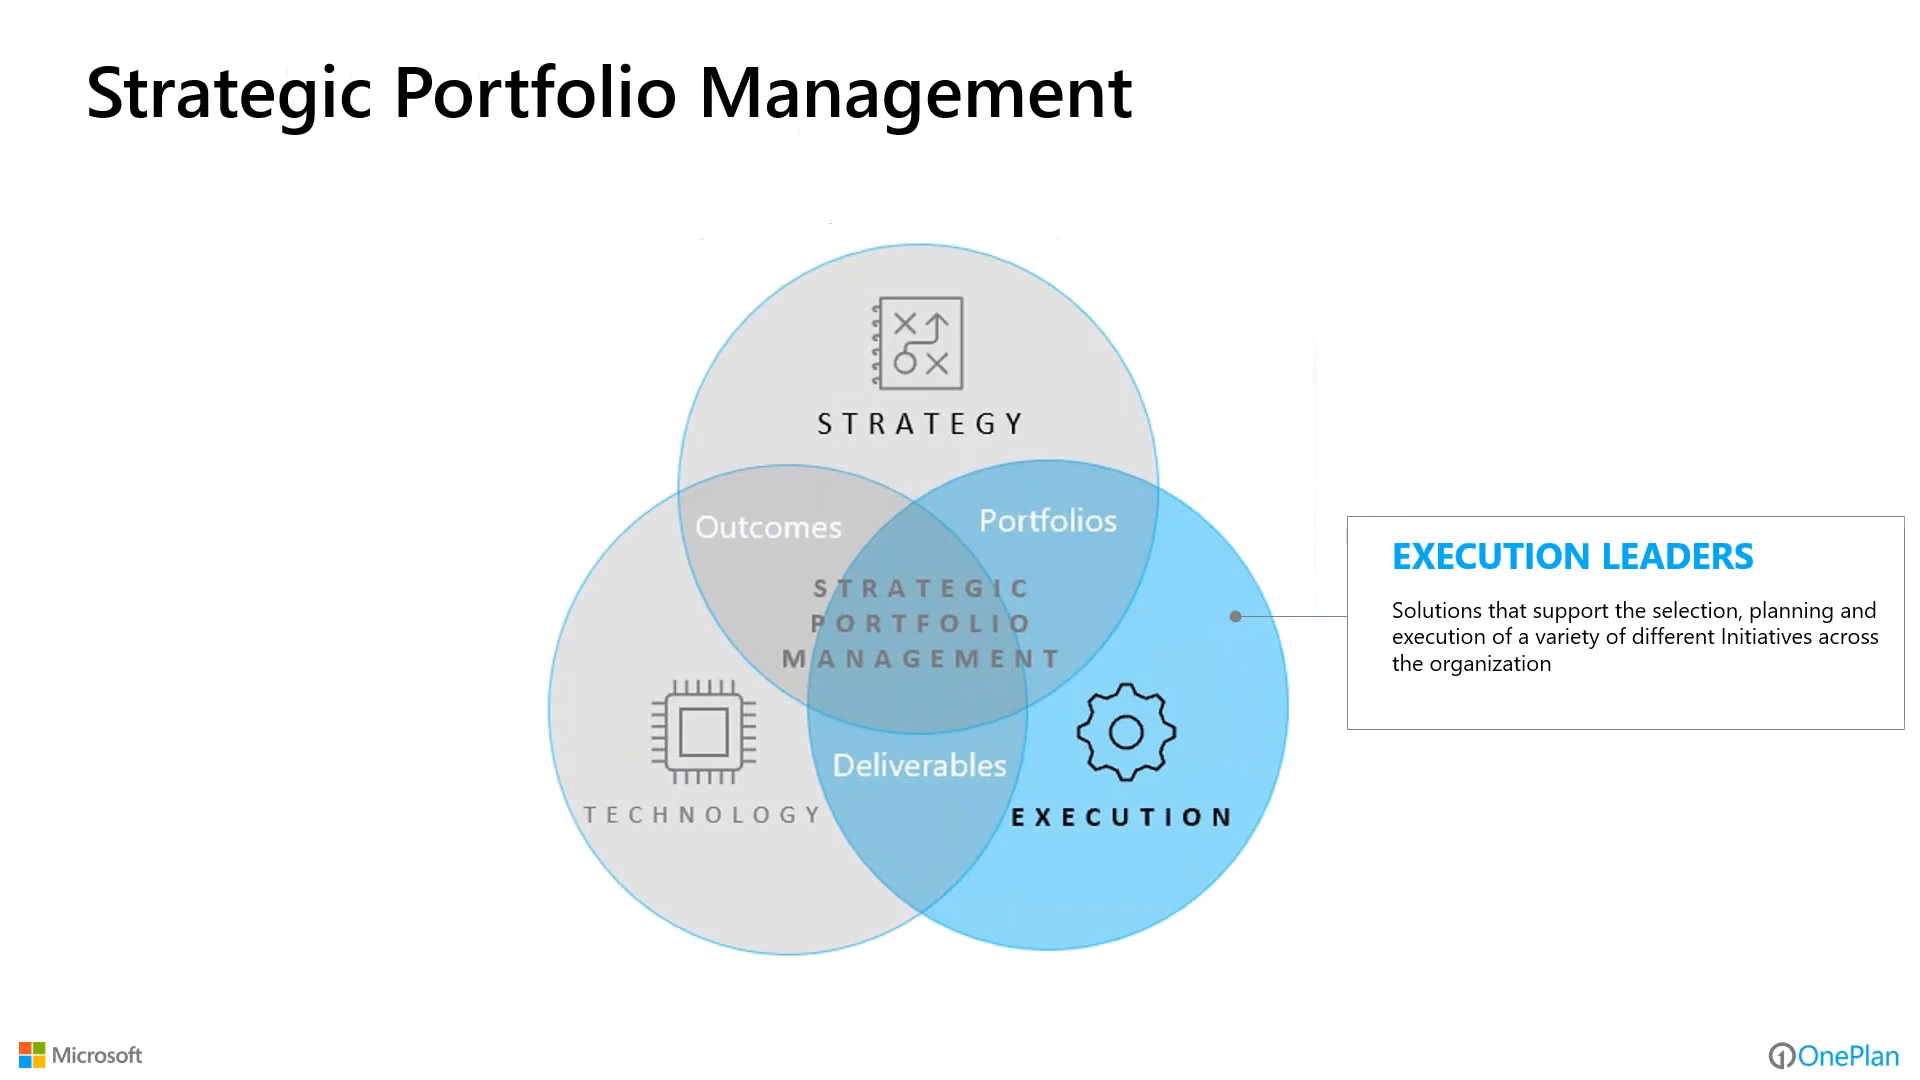 Strategic Portfolio Management
STRATEGY
Outcomes
Portfolios
STRATEGIC
PORTFOLIO
MANAGEMENT
TECHNOLOGY
Deliverables
EXECUTION
EXECUTION LEADERS
Solutions that support the selection, planning and
execution of a variety of different Initiatives across
the organization
Microsoft
OnePlan